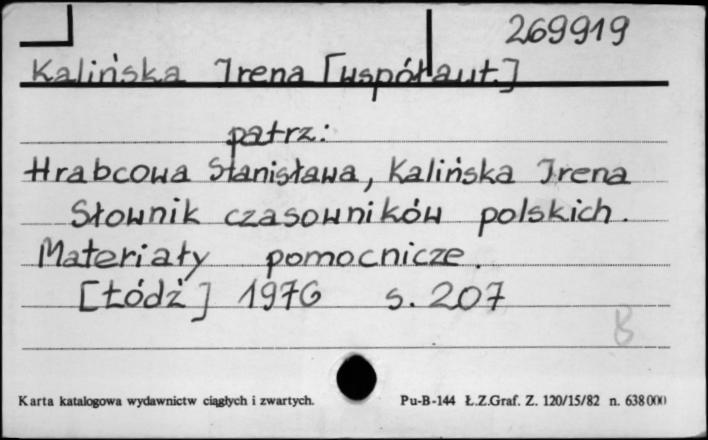 269919
Kalińska Irena [współaut.]
patrz:
Hrabcowa Stanisława, Kalińska Irena
Słownik czasowników polskich.
Materiały pomocnicze.
[Łódź] 1976 s. 207
B
Karta katalogowa wydawnictw ciągłych i zwartych. Pu-B-144 Ł.Z.Graf. Z. 120/15/82 n. 638000